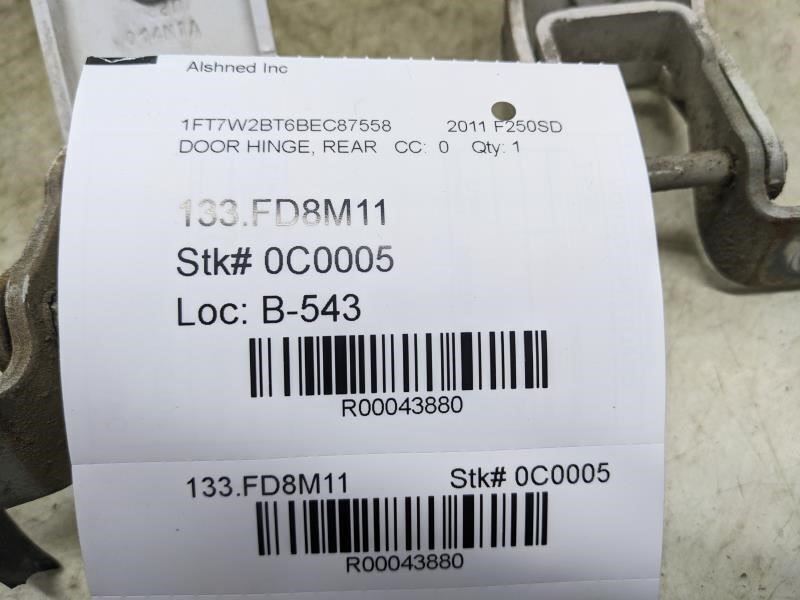 Alshned Inc
1FT7W2BT6BEC87558 2011 F250SD
DOOR HINGE, REAR CC: 0 Qty: 1
133.FD8M11
Stk# 0C0005
Loc: B-543
R00043880
133.FD8M11 Stk# 0C0005
R00043880